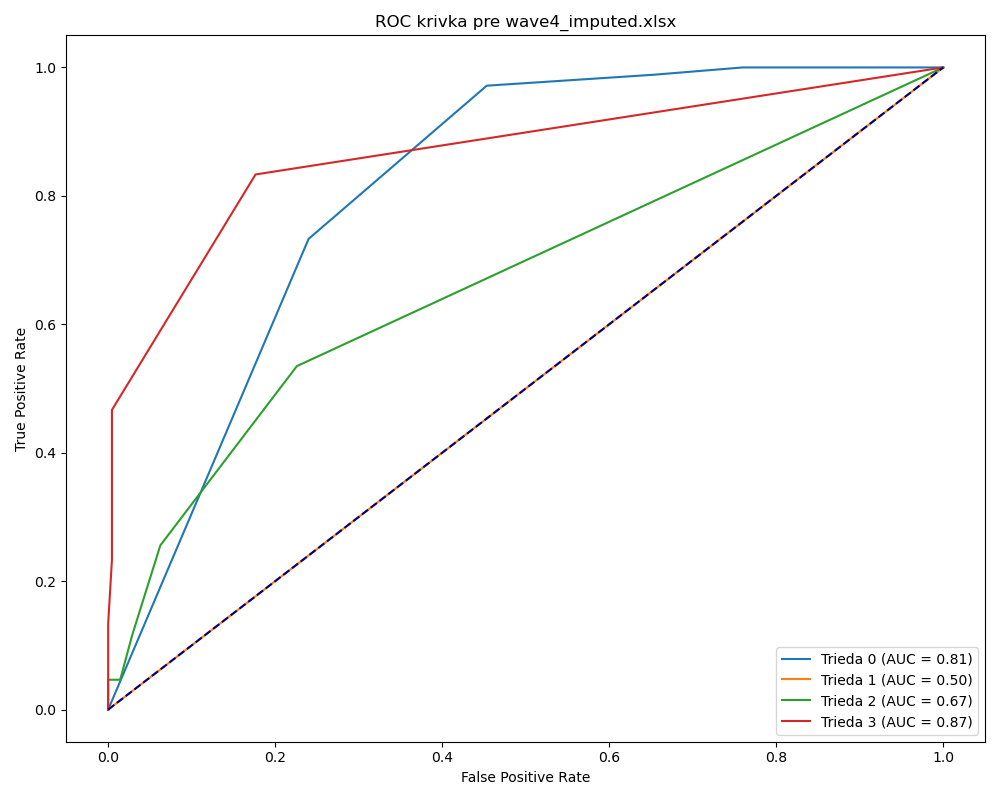 ROC krivka pre wave4_imputed.xlsx
True Positive Rate
1.0
0.8
0.6
0.4
0.2
0.0
0.0 0.2 0.4 0.6 0.8 1.0
False Positive Rate
Trieda 0 (AUC = 0.81)
Trieda 1 (AUC = 0.50)
Trieda 2 (AUC = 0.67)
Trieda 3 (AUC = 0.87)